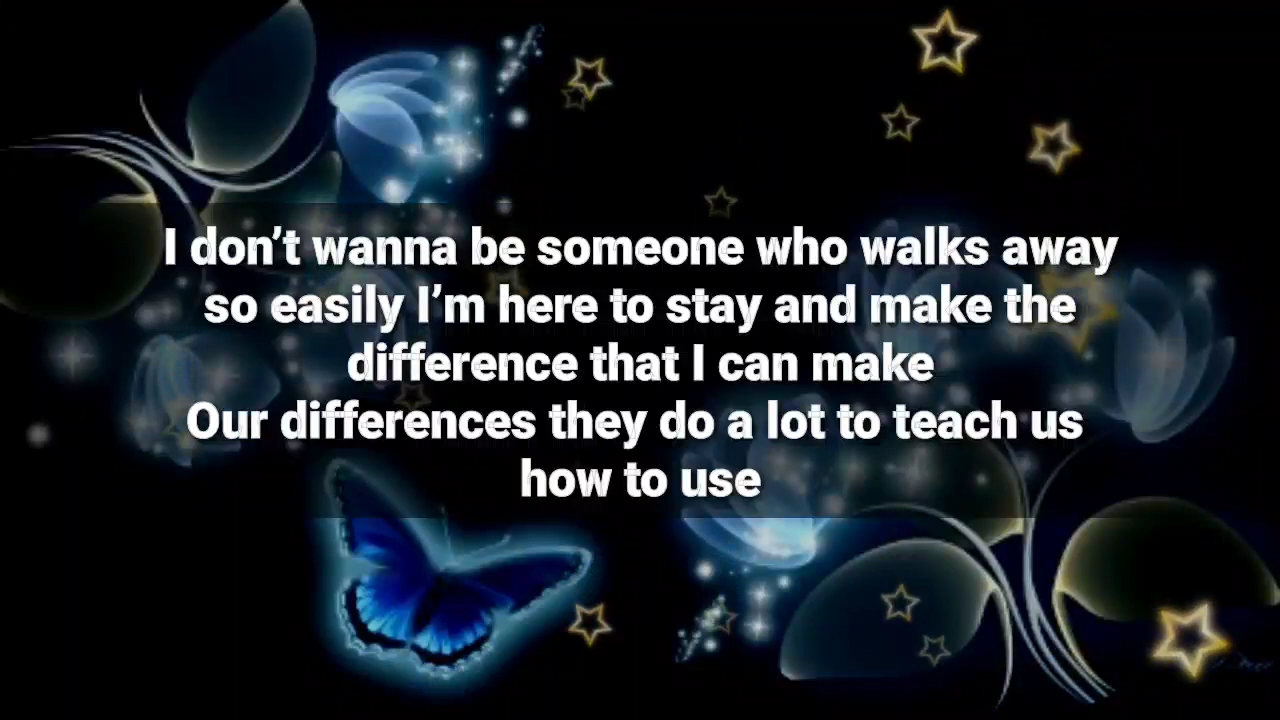 I don’t wanna be someone who walks away
so easily I’m here to stay and make the
difference that I can make
Our differences they do a lot to teach us
how to use